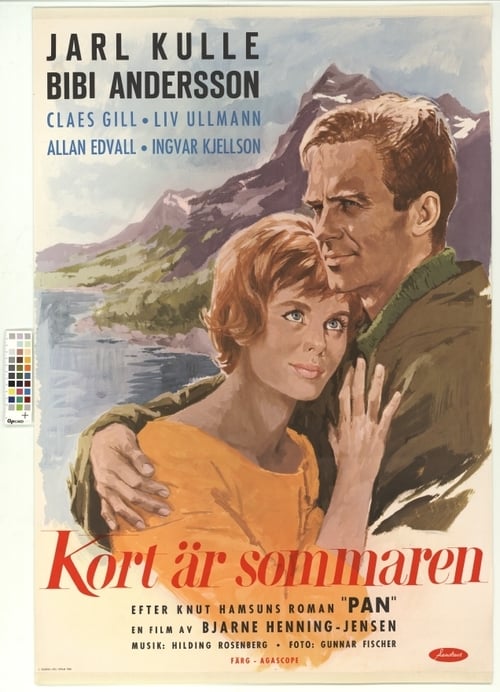 JARL KULLE
BIBI ANDERSSON
CLAES GILL • LIV ULLMANN
ALLAN EDVALL • INGVAR KJELLSON
Kort är sommaren
EFTER KNUT HAMSUNS ROMAN "PAN"
EN FILM AV BJARNE HENNING-JENSEN
MUSIK: HILDING ROSENBERG • FOTO: GUNNAR FISCHER
FÄRG - AGASCOPE